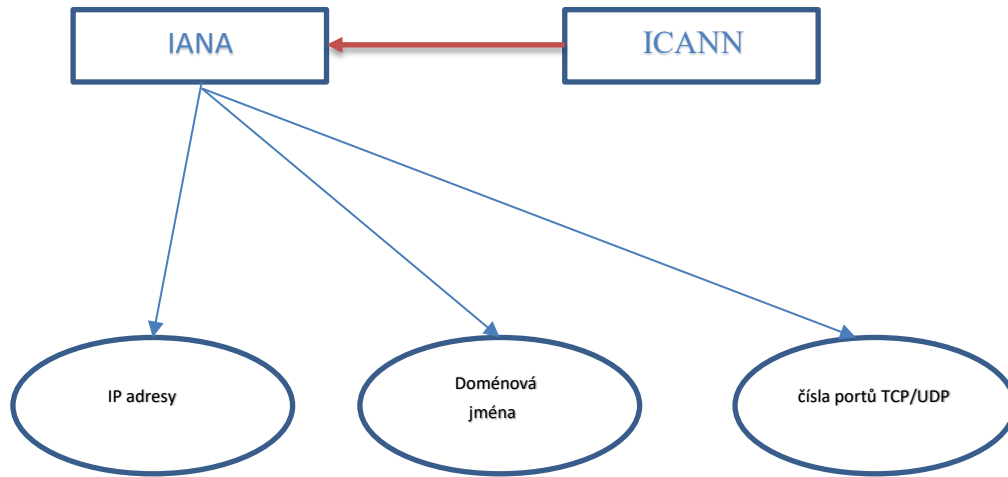 IANA
ICANN
IP adresy
Doménová
jména
čísla portů TCP/UDP